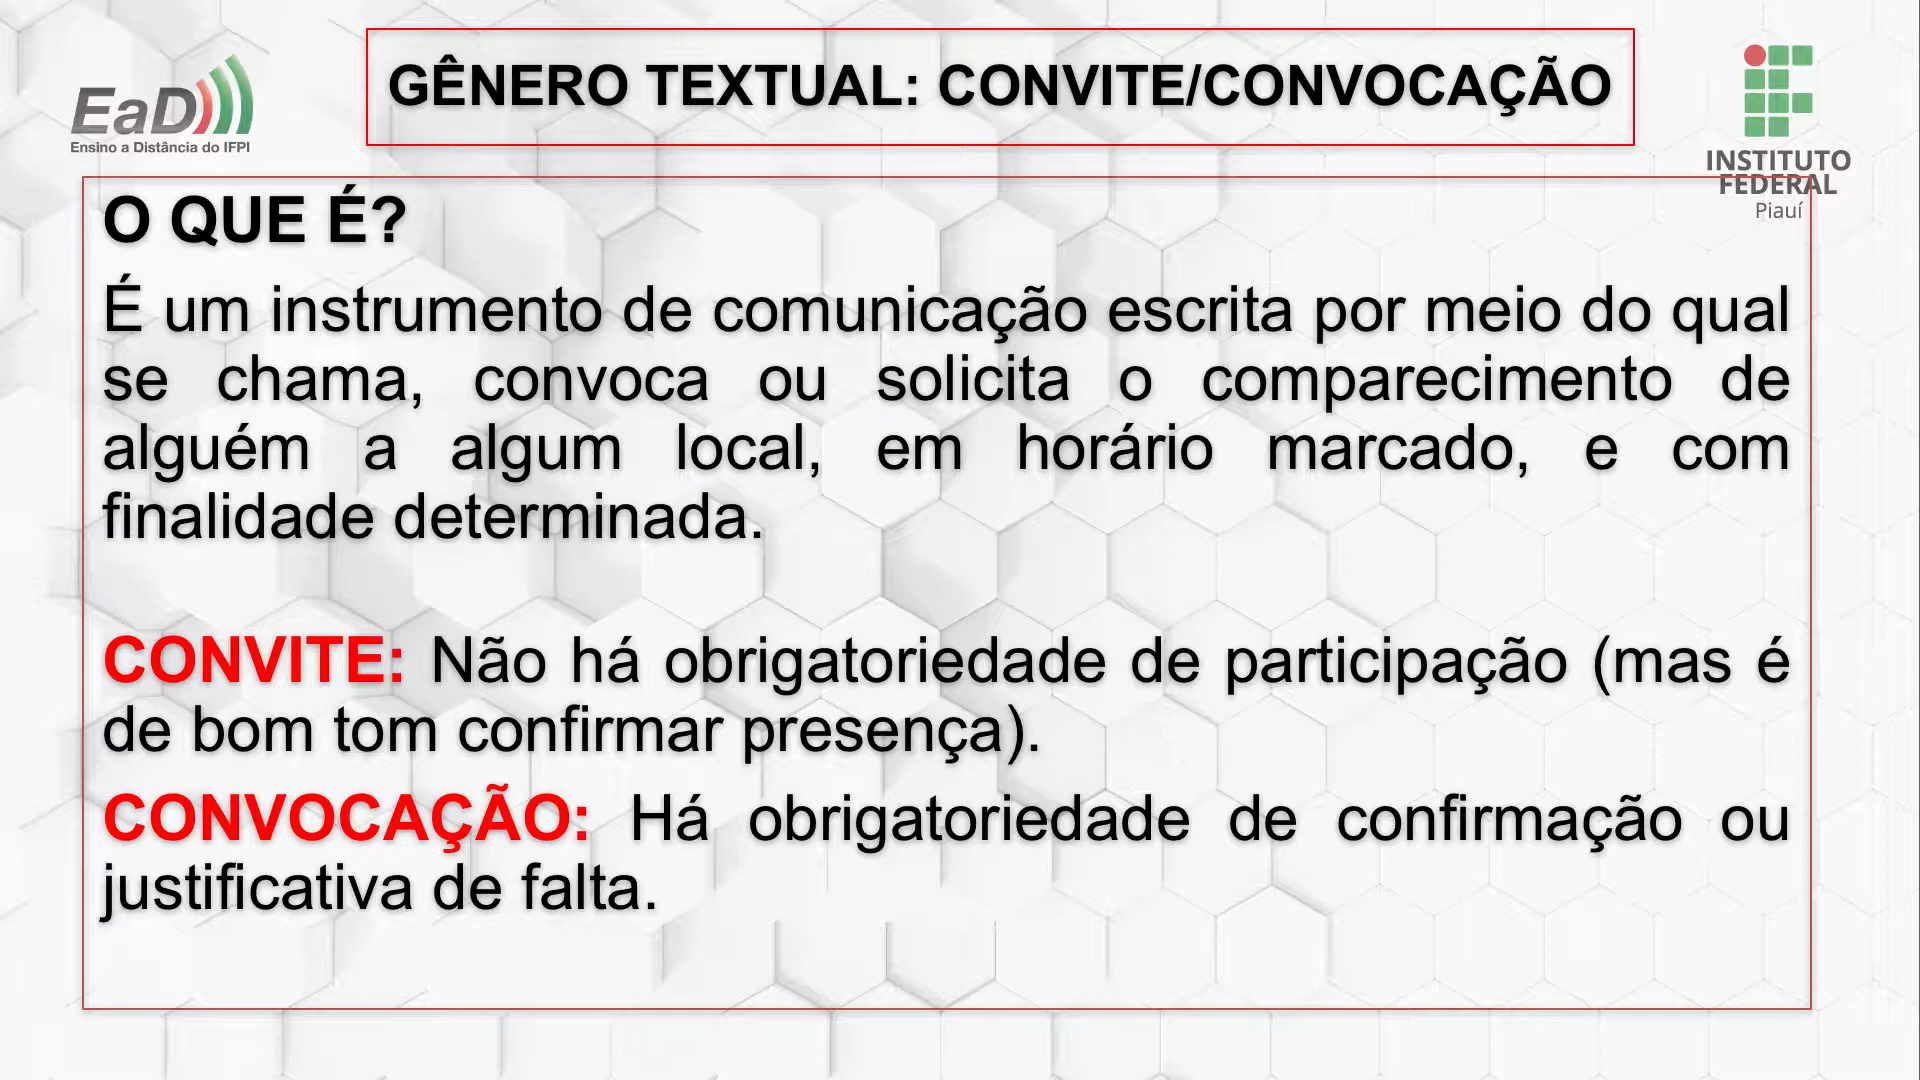 GÊNERO TEXTUAL: CONVITE/CONVOCAÇÃO
EaD
Ensino a Distância do IFPI
INSTITUTO
FEDERAL
Piauí
O QUE É?
É um instrumento de comunicação escrita por meio do qual
se chama, convoca ou solicita o comparecimento de
alguém a algum local, em horário marcado, e com
finalidade determinada.
CONVITE: Não há obrigatoriedade de participação (mas é
de bom tom confirmar presença).
CONVOCAÇÃO: Há obrigatoriedade de confirmação ou
justificativa de falta.